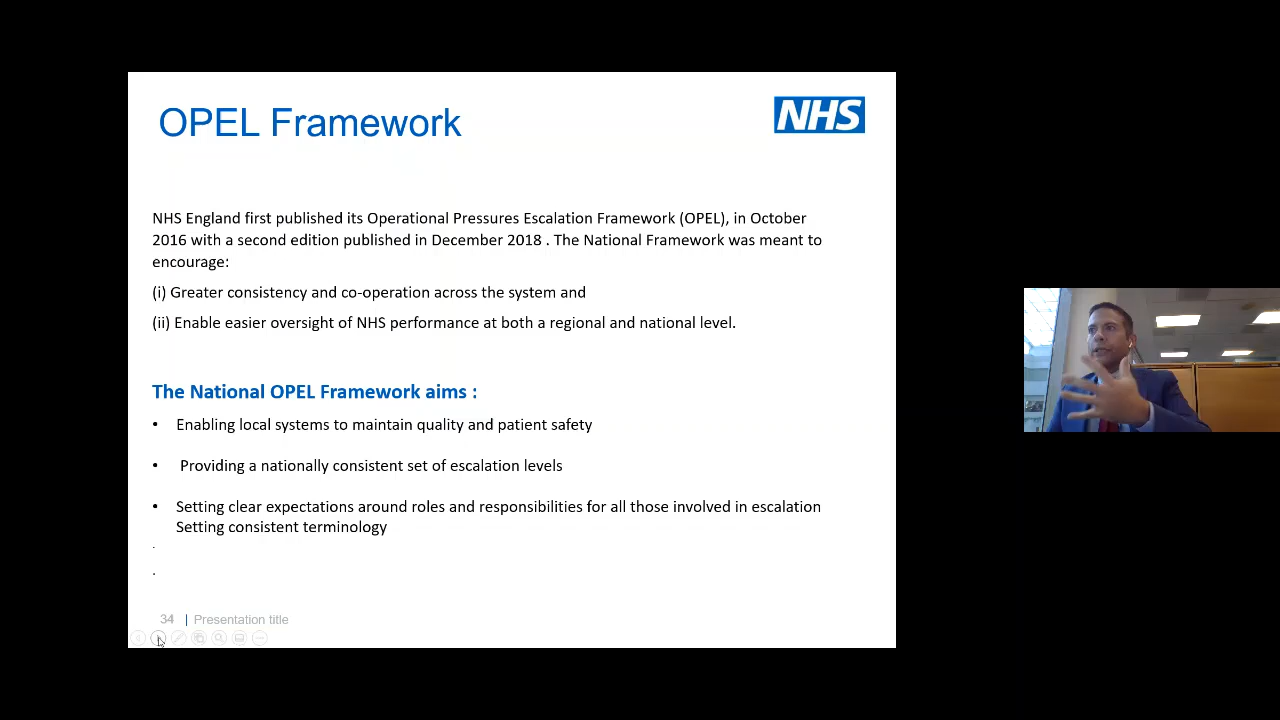 OPEL Framework
NHS
NHS England first published its Operational Pressures Escalation Framework (OPEL), in October
2016 with a second edition published in December 2018 . The National Framework was meant to
encourage:
(i) Greater consistency and co-operation across the system and
(ii) Enable easier oversight of NHS performance at both a regional and national level.
The National OPEL Framework aims :
• Enabling local systems to maintain quality and patient safety
• Providing a nationally consistent set of escalation levels
• Setting clear expectations around roles and responsibilities for all those involved in escalation
Setting consistent terminology
.
.
34 | Presentation title